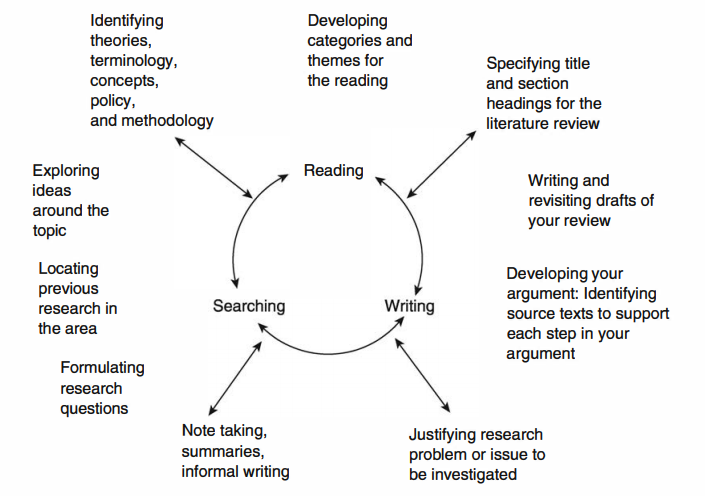 Identifying
theories,
terminology,
concepts,
policy,
and methodology
Developing
categories and
themes for
the reading
Specifying title
and section
headings for the
literature review
Reading
Exploring
ideas
around the
topic
Writing and
revisiting drafts of
your review
Locating
previous
research in
the area
Searching
Writing
Developing your
argument: Identifying
source texts to support
each step in your
argument
Formulating
research
questions
Note taking,
summaries,
informal writing
Justifying research
problem or issue to
be investigated